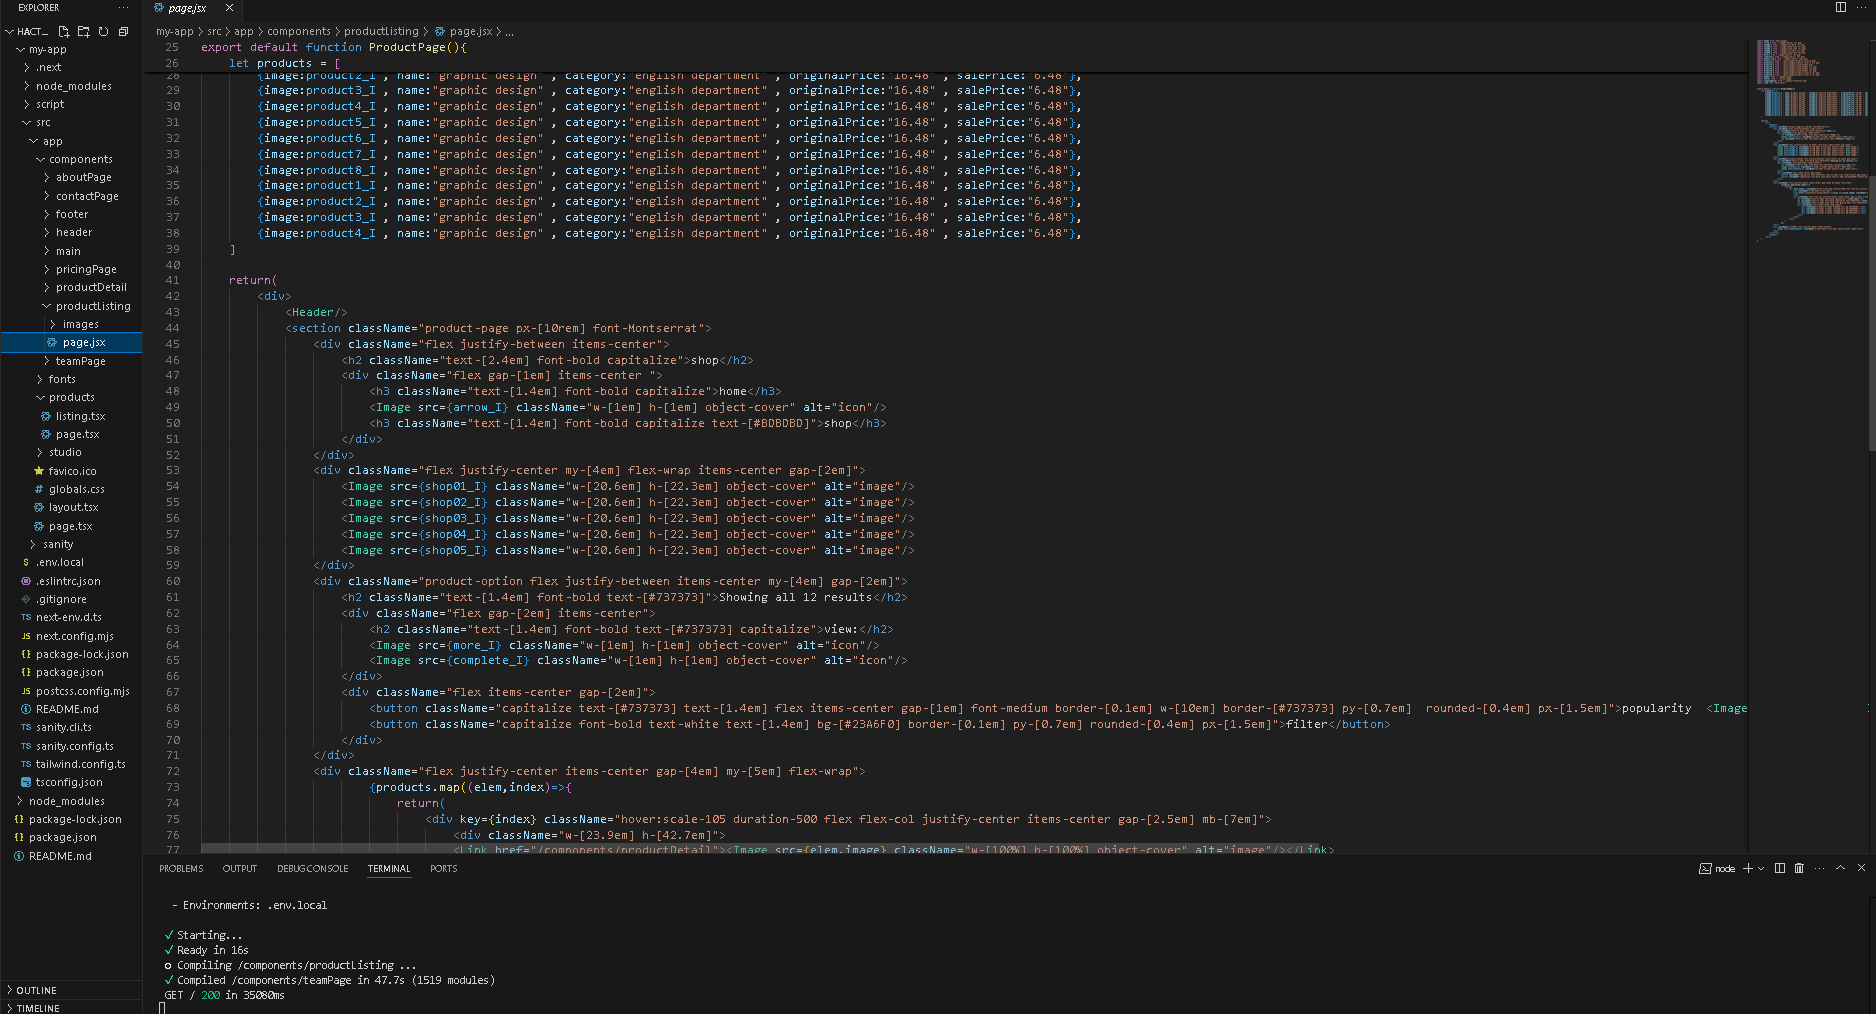 EXPLORER
HACT...
my-app
.next
node_modules
script
src
app
components
aboutPage
contactPage
footer
header
main
pricingPage
productDetail
productListing
images
page.jsx
teamPage
fonts
products
listing.tsx
page.tsx
studio
favico.ico
globals.css
layout.tsx
page.tsx
sanity
.env.local
.eslintrc.json
.gitignore
next-env.d.ts
next.config.mjs
package-lock.json
package.json
postcss.config.mjs
README.md
sanity.cli.ts
sanity.config.ts
tailwind.config.ts
tsconfig.json
node_modules
package-lock.json
package.json
README.md
OUTLINE
TIMELINE
page.jsx
my-app > src > app > components > productListing > page.jsx > ...
25 export default function ProductPage(){
26 let products = [
28 {image:product2_I , name:"graphic design" , category:"english department" , originalPrice:"16.48" , salePrice:"6.48"},
29 {image:product3_I , name:"graphic design" , category:"english department" , originalPrice:"16.48" , salePrice:"6.48"},
30 {image:product4_I , name:"graphic design" , category:"english department" , originalPrice:"16.48" , salePrice:"6.48"},
31 {image:product5_I , name:"graphic design" , category:"english department" , originalPrice:"16.48" , salePrice:"6.48"},
32 {image:product6_I , name:"graphic design" , category:"english department" , originalPrice:"16.48" , salePrice:"6.48"},
33 {image:product7_I , name:"graphic design" , category:"english department" , originalPrice:"16.48" , salePrice:"6.48"},
34 {image:product8_I , name:"graphic design" , category:"english department" , originalPrice:"16.48" , salePrice:"6.48"},
35 {image:product1_I , name:"graphic design" , category:"english department" , originalPrice:"16.48" , salePrice:"6.48"},
36 {image:product2_I , name:"graphic design" , category:"english department" , originalPrice:"16.48" , salePrice:"6.48"},
37 {image:product3_I , name:"graphic design" , category:"english department" , originalPrice:"16.48" , salePrice:"6.48"},
38 {image:product4_I , name:"graphic design" , category:"english department" , originalPrice:"16.48" , salePrice:"6.48"},
39 ]
40
41 return(
42 <div>
43 <Header/>
44 <section className="product-page px-[10rem] font-Montserrat">
45 <div className="flex justify-between items-center">
46 <h2 className="text-[2.4em] font-bold capitalize">shop</h2>
47 <div className="flex gap-[1em] items-center ">
48 <h3 className="text-[1.4em] font-bold capitalize">home</h3>
49 <Image src={arrow_I} className="w-[1em] h-[1em] object-cover" alt="icon"/>
50 <h3 className="text-[1.4em] font-bold capitalize text-[#BDBDBD]">shop</h3>
51 </div>
52 </div>
53 <div className="flex justify-center my-[4em] flex-wrap items-center gap-[2em]">
54 <Image src={shop01_I} className="w-[20.6em] h-[22.3em] object-cover" alt="image"/>
55 <Image src={shop02_I} className="w-[20.6em] h-[22.3em] object-cover" alt="image"/>
56 <Image src={shop03_I} className="w-[20.6em] h-[22.3em] object-cover" alt="image"/>
57 <Image src={shop04_I} className="w-[20.6em] h-[22.3em] object-cover" alt="image"/>
58 <Image src={shop05_I} className="w-[20.6em] h-[22.3em] object-cover" alt="image"/>
59 </div>
60 <div className="product-option flex justify-between items-center my-[4em] gap-[2em]">
61 <h2 className="text-[1.4em] font-bold text-[#737373]">Showing all 12 results</h2>
62 <div className="flex gap-[2em] items-center">
63 <h2 className="text-[1.4em] font-bold text-[#737373] capitalize">view:</h2>
64 <Image src={more_I} className="w-[1em] h-[1em] object-cover" alt="icon"/>
65 <Image src={complete_I} className="w-[1em] h-[1em] object-cover" alt="icon"/>
66 </div>
67 <div className="flex items-center gap-[2em]">
68 <button className="capitalize text-[#737373] text-[1.4em] flex items-center gap-[1em] font-medium border-[0.1em] w-[10em] border-[#737373] py-[0.7em]  rounded-[0.4em] px-[1.5em]">popularity  <Image
69 <button className="capitalize font-bold text-white text-[1.4em] bg-[#23A6F0] border-[0.1em] py-[0.7em] rounded-[0.4em] px-[1.5em]">filter</button>
70 </div>
71 </div>
72 <div className="flex justify-center items-center gap-[4em] my-[5em] flex-wrap">
73 {products.map((elem,index)=>{
74 return(
75 <div key={index} className="hover:scale-105 duration-500 flex flex-col justify-center items-center gap-[2.5em] mb-[7em]">
76 <div className="w-[23.9em] h-[42.7em]">
77 <Link href="/components/productDetail"><Image src={elem.image} className="w-[100%] h-[100%] object-cover" alt="image"/></Link>
PROBLEMS OUTPUT DEBUG CONSOLE TERMINAL PORTS
node
- Environments: .env.local
✓ Starting...
✓ Ready in 16s
○ Compiling /components/productListing ...
✓ Compiled /components/teamPage in 47.7s (1519 modules)
GET / 200 in 35080ms